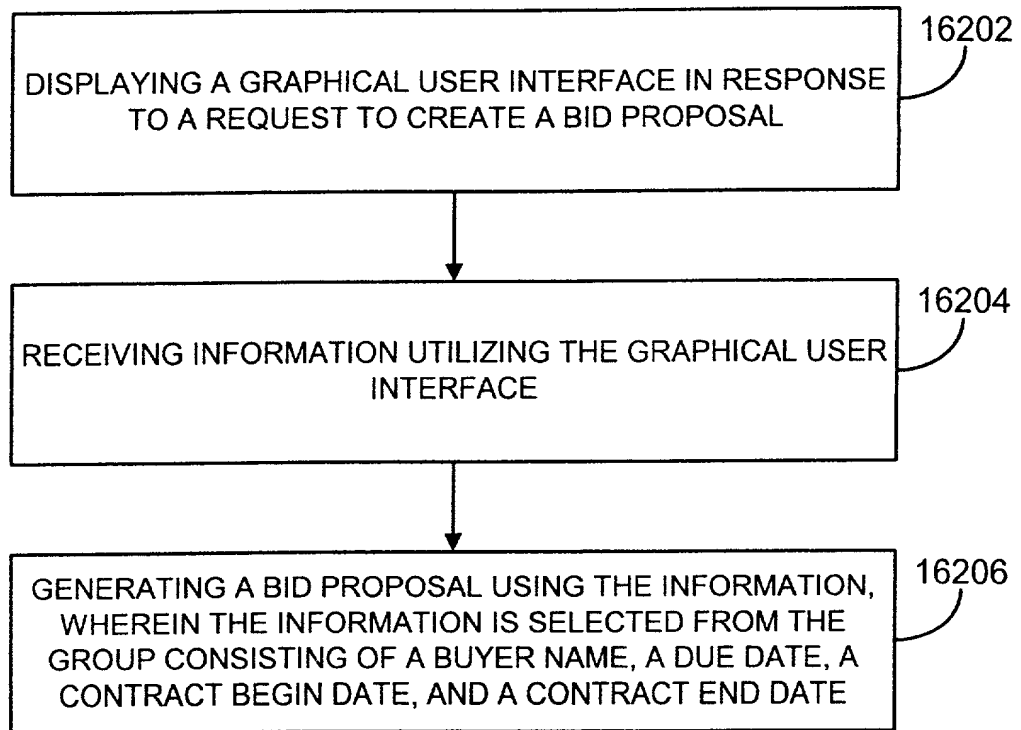 16202
DISPLAYING A GRAPHICAL USER INTERFACE IN RESPONSE
TO A REQUEST TO CREATE A BID PROPOSAL
16204
RECEIVING INFORMATION UTILIZING THE GRAPHICAL USER
INTERFACE
16206
GENERATING A BID PROPOSAL USING THE INFORMATION,
WHEREIN THE INFORMATION IS SELECTED FROM THE
GROUP CONSISTING OF A BUYER NAME, A DUE DATE, A
CONTRACT BEGIN DATE, AND A CONTRACT END DATE